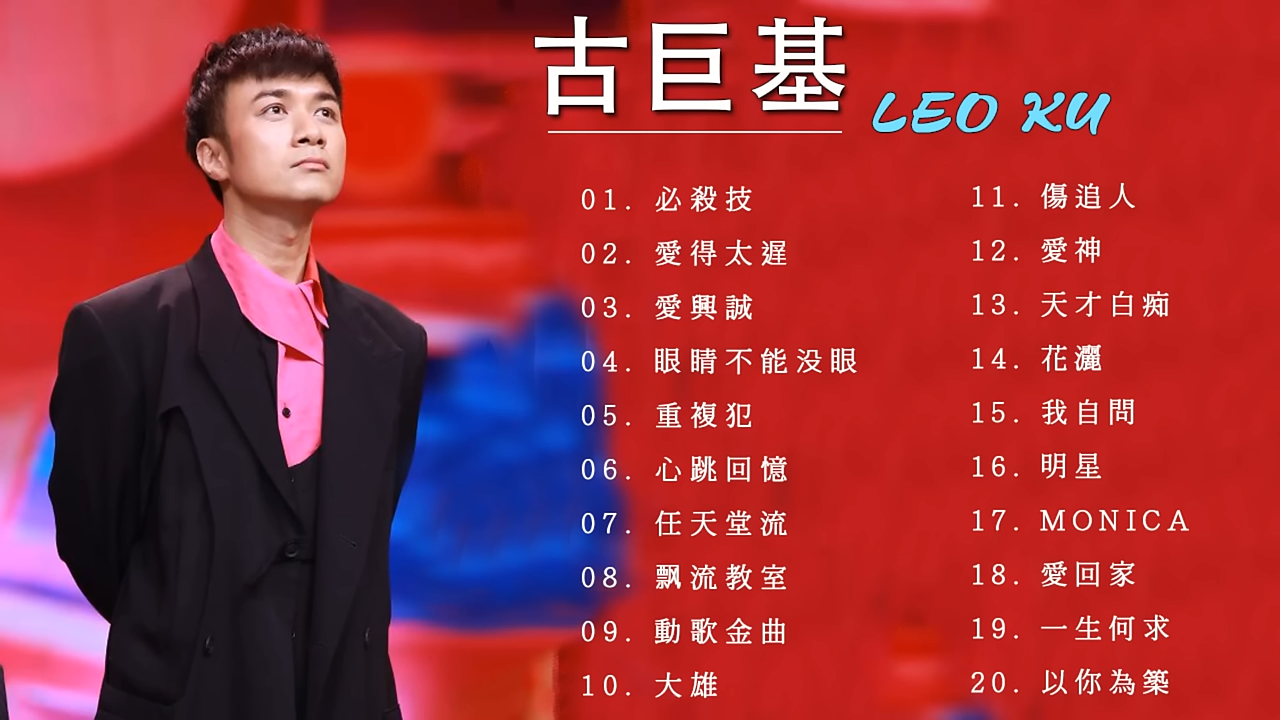 古巨基
LEO KU
01. 必殺技
02. 愛得太遲
03. 愛興誠
04. 眼睛不能没眼
05. 重複犯
06. 心跳回憶
07. 任天堂流
08. 飘流教室
09. 動歌金曲
10. 大雄
11. 傷追人
12. 愛神
13. 天才白痴
14. 花灑
15. 我自問
16. 明星
17. MONICA
18. 愛回家
19. 一生何求
20. 以你為築